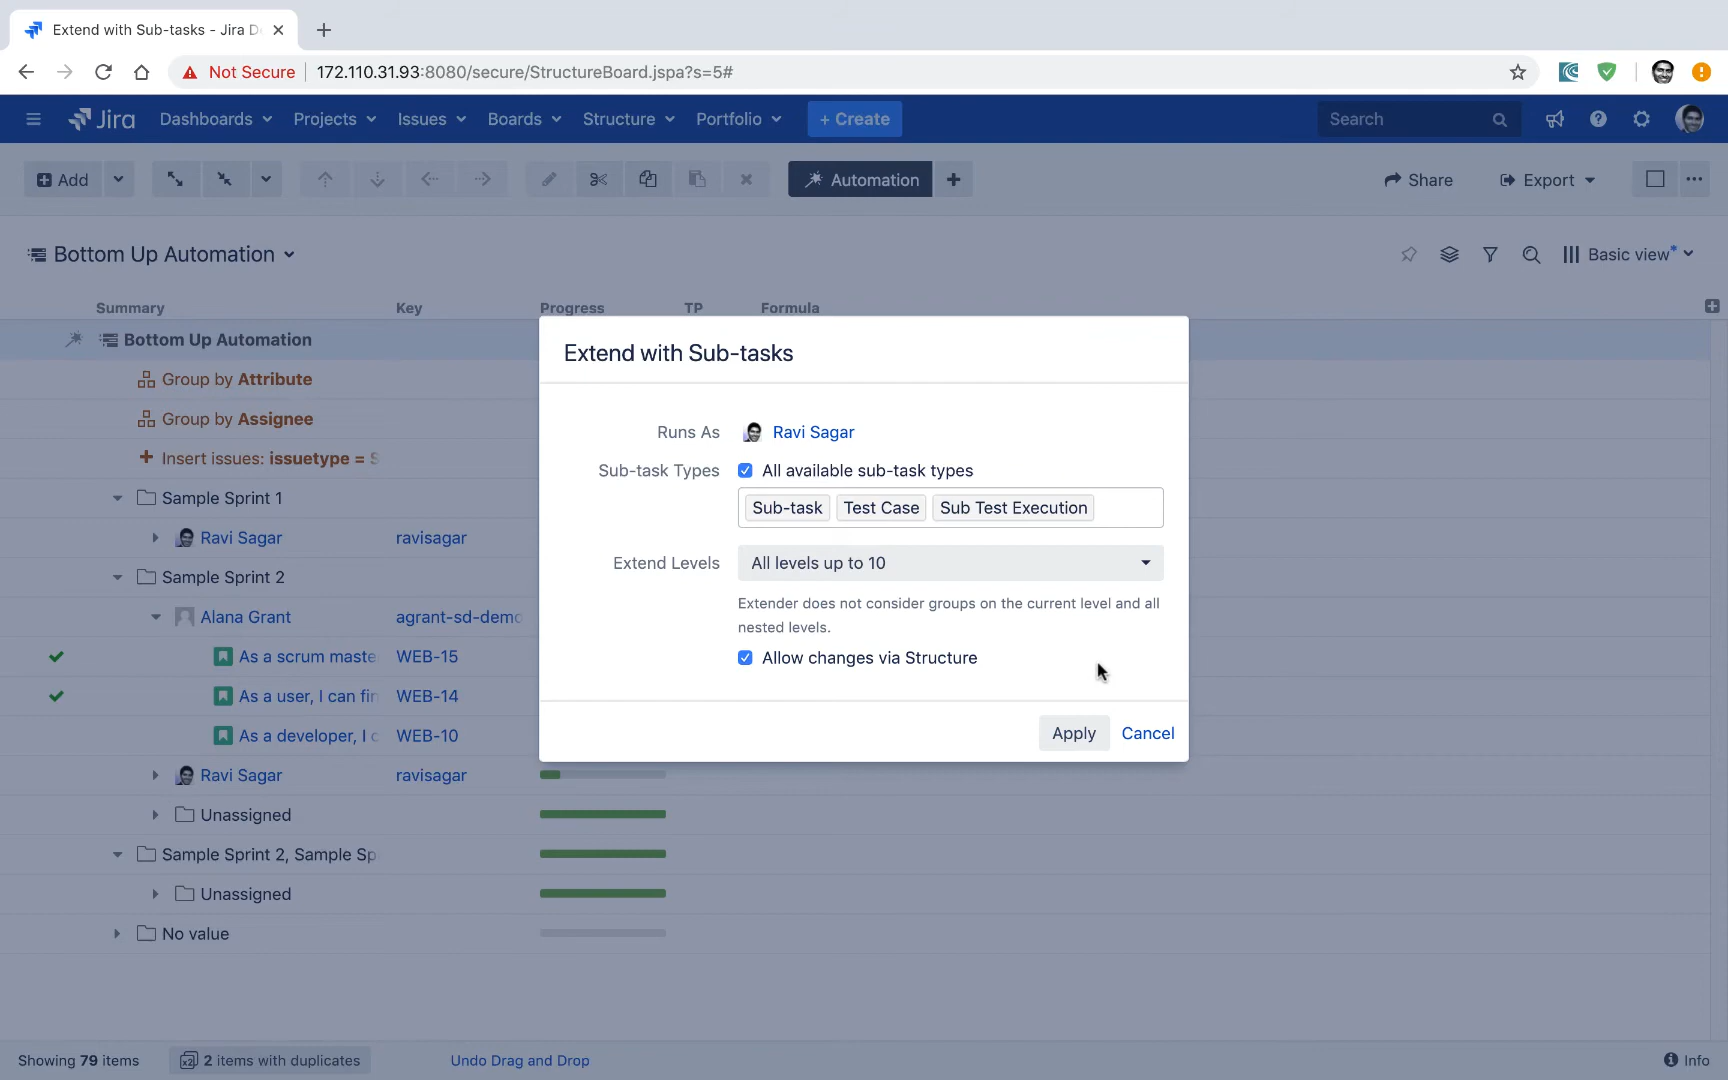 Extend with Sub-tasks - Jira D
Not Secure 172.110.31.93:8080/secure/StructureBoard.jspa?s=5#
Jira Dashboards Projects Issues Boards Structure Portfolio + Create Search
Add Automation Share Export
Bottom Up Automation Basic view*
Summary Key Progress TP Formula
Bottom Up Automation
Group by Attribute
Group by Assignee
Insert issues: issuetype = S
Sample Sprint 1
Ravi Sagar ravisagar
Sample Sprint 2
Alana Grant agrant-sd-demo
As a scrum maste WEB-15
As a user, I can fin WEB-14
As a developer, I c WEB-10
Ravi Sagar ravisagar
Unassigned
Sample Sprint 2, Sample Sp
Unassigned
No value
Extend with Sub-tasks
Runs As Ravi Sagar
Sub-task Types All available sub-task types
Sub-task Test Case Sub Test Execution
Extend Levels All levels up to 10
Extender does not consider groups on the current level and all
nested levels.
Allow changes via Structure
Apply Cancel
Showing 79 items x2 2 items with duplicates Undo Drag and Drop Info